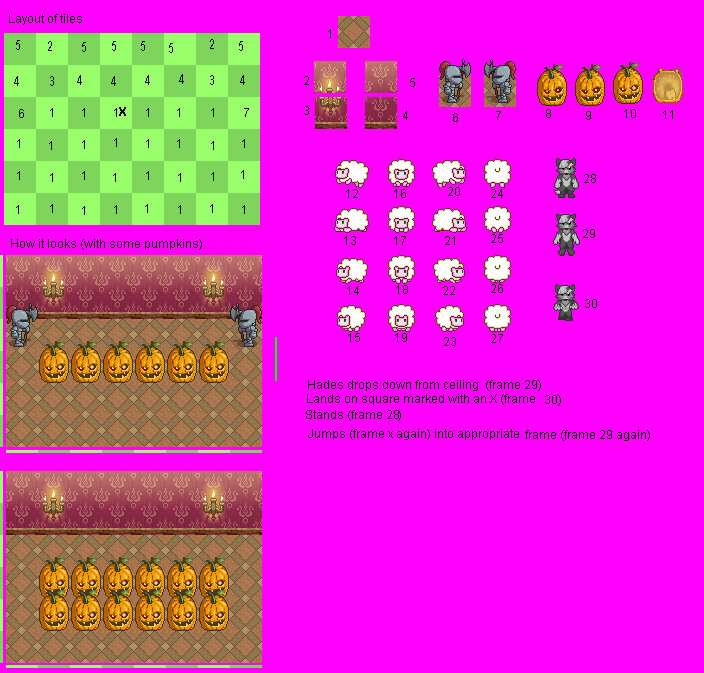 Layout of tiles
5 2 5 5 5 5 2 5
4 3 4 4 4 4 3 4
6 1 1 1X 1 1 1 7
1 1 1 1 1 1 1 1
1 1 1 1 1 1 1 1
1 1 1 1 1 1 1 1
How it looks (with some pumpkins)
1
2 5
3 4
6 7 8 9 10 11
12 16 20 24 28
13 17 21 25 29
14 18 22 26
15 19 23 27 30
Hades drops down from ceiling (frame 29)
Lands on square marked with an X (frame 30)
Stands (frame 28)
Jumps (frame x again) into appropriate frame (frame 29 again)